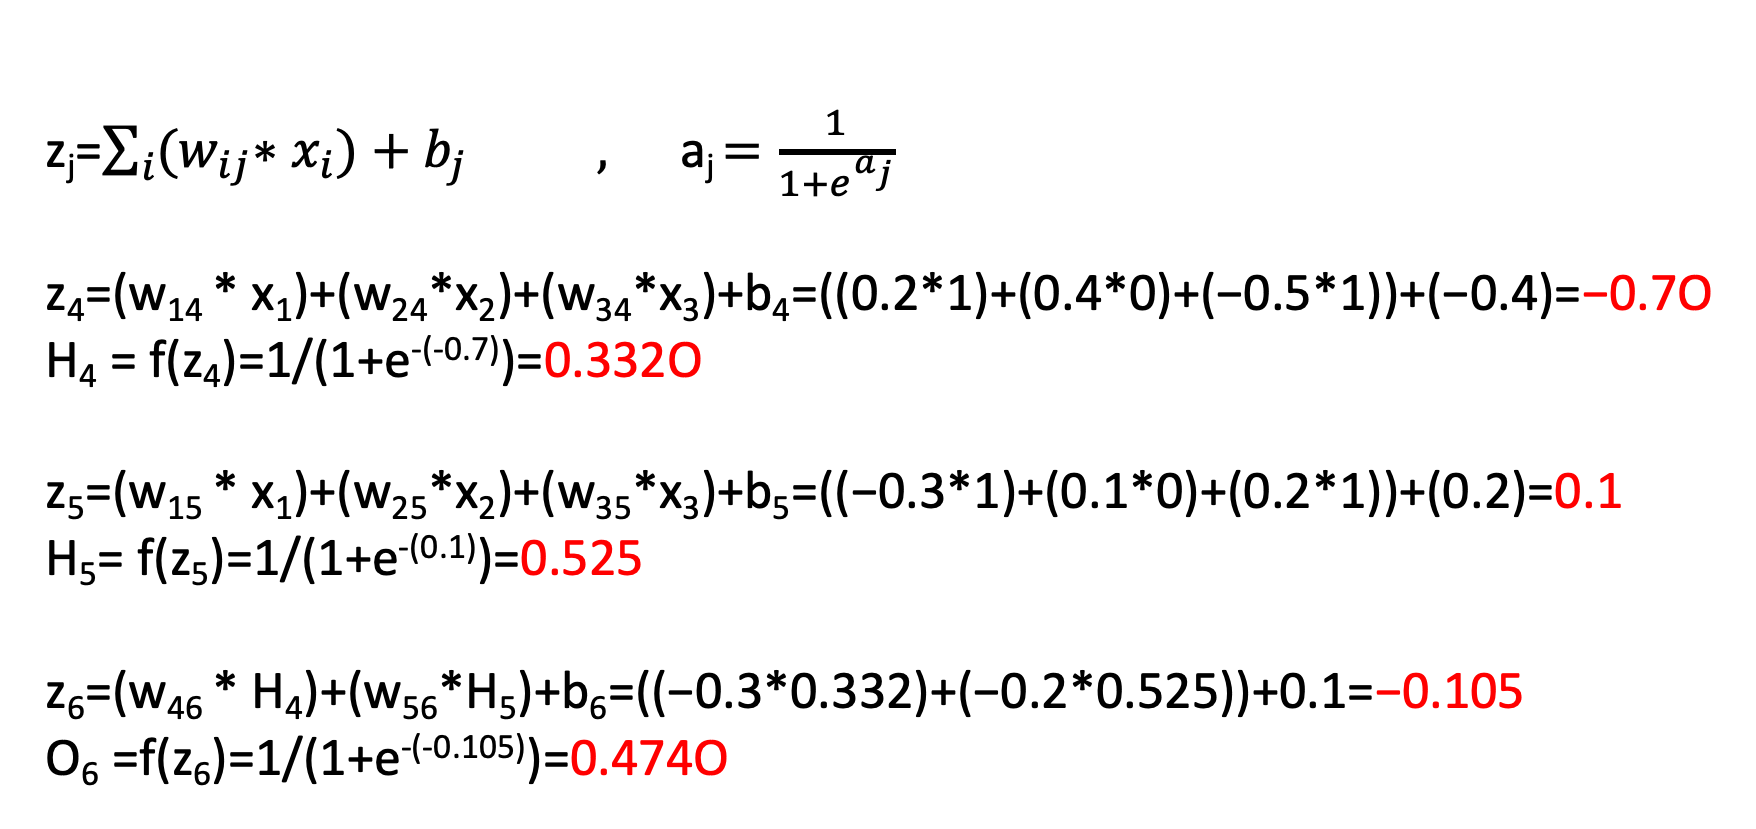 zⱼ=∑ᵢ(wᵢⱼ* xᵢ) + bⱼ , aⱼ = 1/(1+e^aⱼ)
z₄=(w₁₄ * x₁)+(w₂₄*x₂)+(w₃₄*x₃)+b₄=((0.2*1)+(0.4*0)+(−0.5*1))+(−0.4)=−0.7O
H₄ = f(z₄)=1/(1+e^-(-0.7))=0.332O
z₅=(w₁₅ * x₁)+(w₂₅*x₂)+(w₃₅*x₃)+b₅=((−0.3*1)+(0.1*0)+(0.2*1))+(0.2)=0.1
H₅= f(z₅)=1/(1+e^-(0.1))=0.525
z₆=(w₄₆ * H₄)+(w₅₆*H₅)+b₆=((−0.3*0.332)+(−0.2*0.525))+0.1=−0.105
O₆ =f(z₆)=1/(1+e^-(-0.105))=0.474O